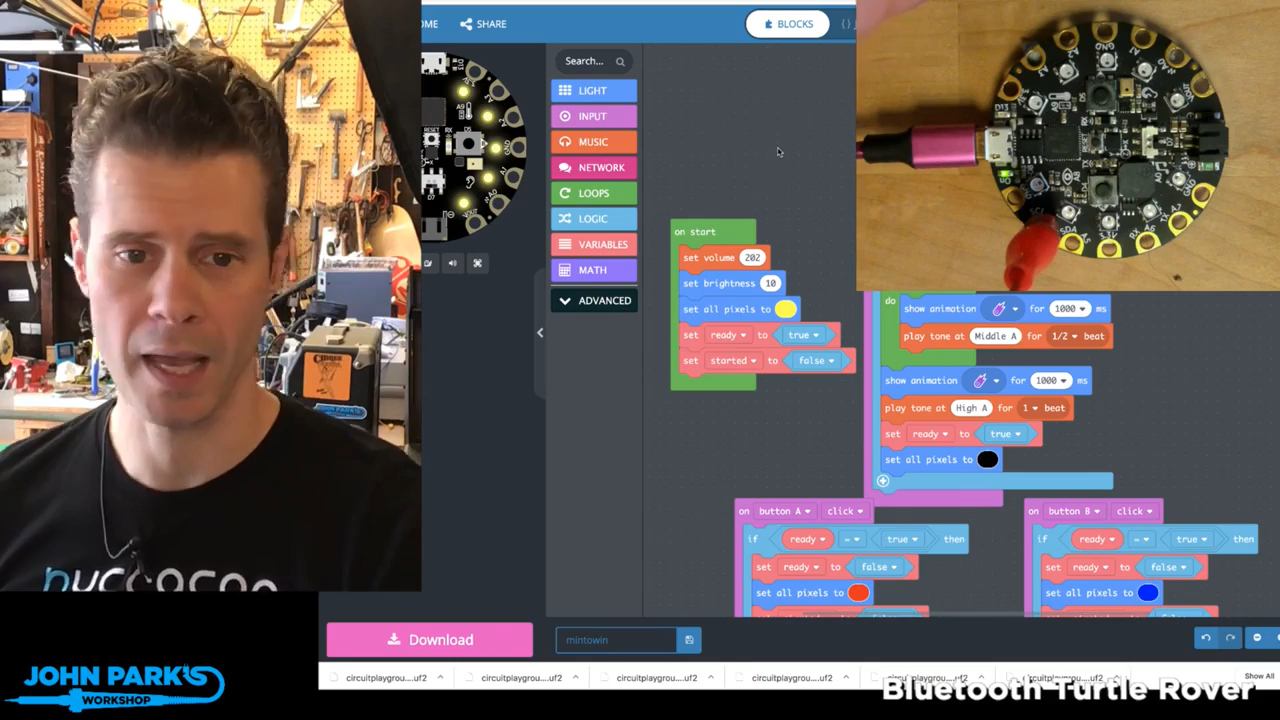 OME
SHARE
BLOCKS
Search...
LIGHT
INPUT
MUSIC
NETWORK
LOOPS
LOGIC
VARIABLES
MATH
ADVANCED
on start
set volume 202
set brightness 10
set all pixels to
set ready to true
set started to false
do
show animation for 1000 ms
play tone at Middle A for 1/2 beat
show animation for 1000 ms
play tone at High A for 1 beat
set ready to true
set all pixels to
on button A click
if ready = true then
set ready to false
set all pixels to
on button B click
if ready = true then
set ready to false
set all pixels to
Download
mintowin
circuitplaygrou....uf2
circuitplaygrou....uf2
circuitplaygrou....uf2
circuitplaygrou....uf2
circuitplaygrou....uf2
Show All
JOHN PARK'S
WORKSHOP
Bluetooth Turtle Rover